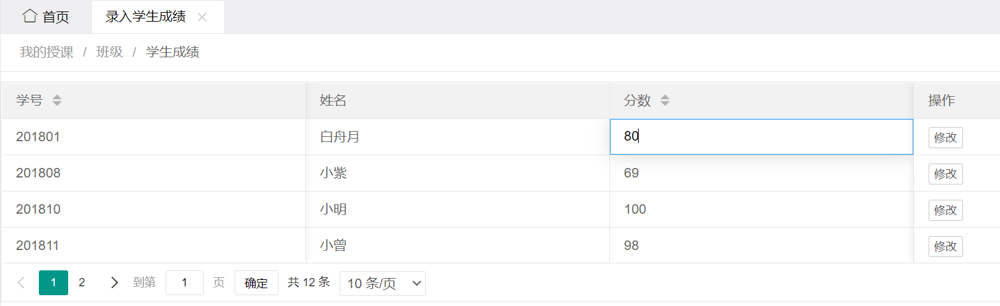 首页 录入学生成绩
我的授课 / 班级 / 学生成绩
学号 姓名 分数 操作
201801 白舟月 80 修改
201808 小紫 69 修改
201810 小明 100 修改
201811 小曾 98 修改
1 2 到第 1 页 确定 共 12 条 10 条/页